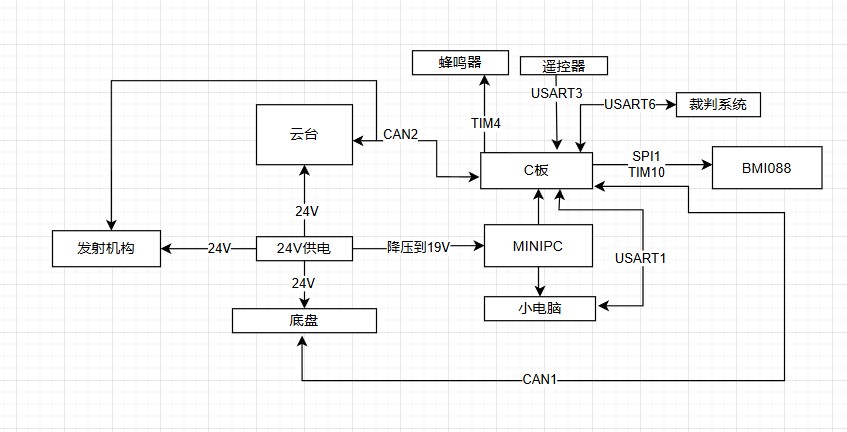 蜂鸣器
遥控器
USART3
USART6
裁判系统
云台
CAN2
TIM4
C板
SPI1
TIM10
BMI088
24V
发射机构
24V
24V供电
降压到19V
MINIPC
USART1
24V
小电脑
底盘
CAN1